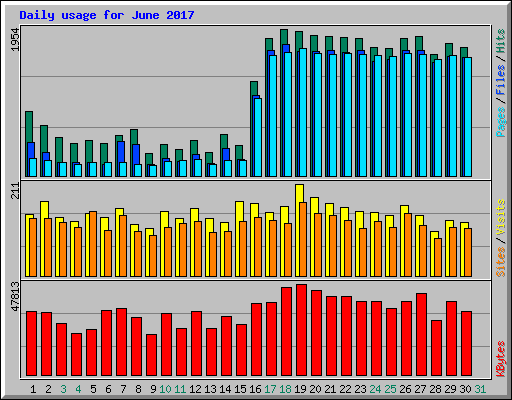 Daily usage for June 2017
1954
Pages / Files / Hits
211
Sites / Visits
47813
KBytes
1 2 3 4 5 6 7 8 9 10 11 12 13 14 15 16 17 18 19 20 21 22 23 24 25 26 27 28 29 30 31